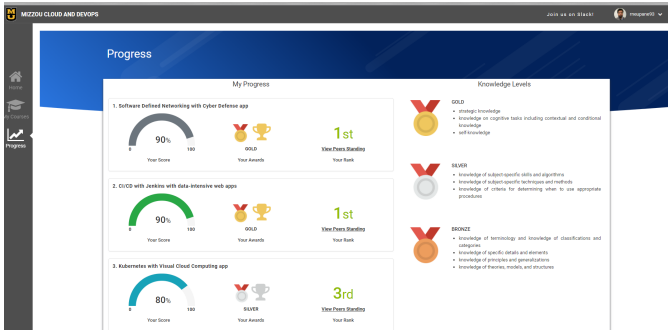 MIZZOU CLOUD AND DEVOPS
Join us on Slack!
Home
My Courses
Progress
Progress
My Progress
1. Software Defined Networking with Cyber Defense app
90%
0 100
Your Score
GOLD
Your Awards
1st
View Peers Standing
Your Rank
2. CI/CD with Jenkins with data-intensive web apps
90%
0 100
Your Score
GOLD
Your Awards
1st
View Peers Standing
Your Rank
3. Kubernetes with Visual Cloud Computing app
80%
0 100
Your Score
SILVER
Your Awards
3rd
View Peers Standing
Your Rank
Knowledge Levels
GOLD
strategic knowledge
knowledge on cognitive tasks including contextual and conditional
knowledge
self-knowledge
SILVER
knowledge of subject-specific skills and algorithms
knowledge of subject-specific techniques and methods
knowledge of criteria for determining when to use appropriate
procedures
BRONZE
knowledge of terminology and knowledge of classifications and
categories
knowledge of specific details and elements
knowledge of principles and generalizations
knowledge of theories, models, and structures